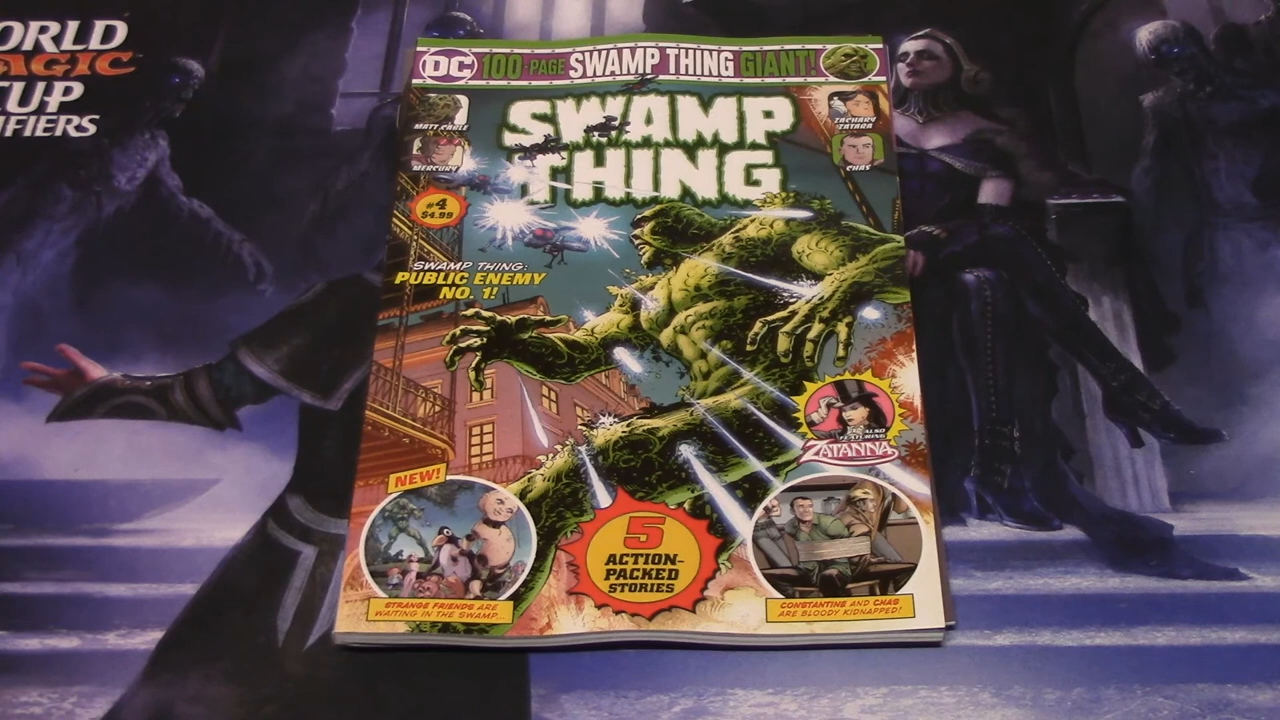 ORLD
AGIC
CUP
IFIERS
DC 100-PAGE SWAMP THING GIANT!
MATT CABLE
MERCURY
SWAMP
THING
ZACHARY
ZATARA
CHAS
#4
$4.99
SWAMP THING:
PUBLIC ENEMY
NO. 1!
ALSO
FEATURING
ZATANNA
NEW!
5
ACTION-
PACKED
STORIES
STRANGE FRIENDS ARE
WAITING IN THE SWAMP...
CONSTANTINE AND CHAS
ARE BLOODY KIDNAPPED!